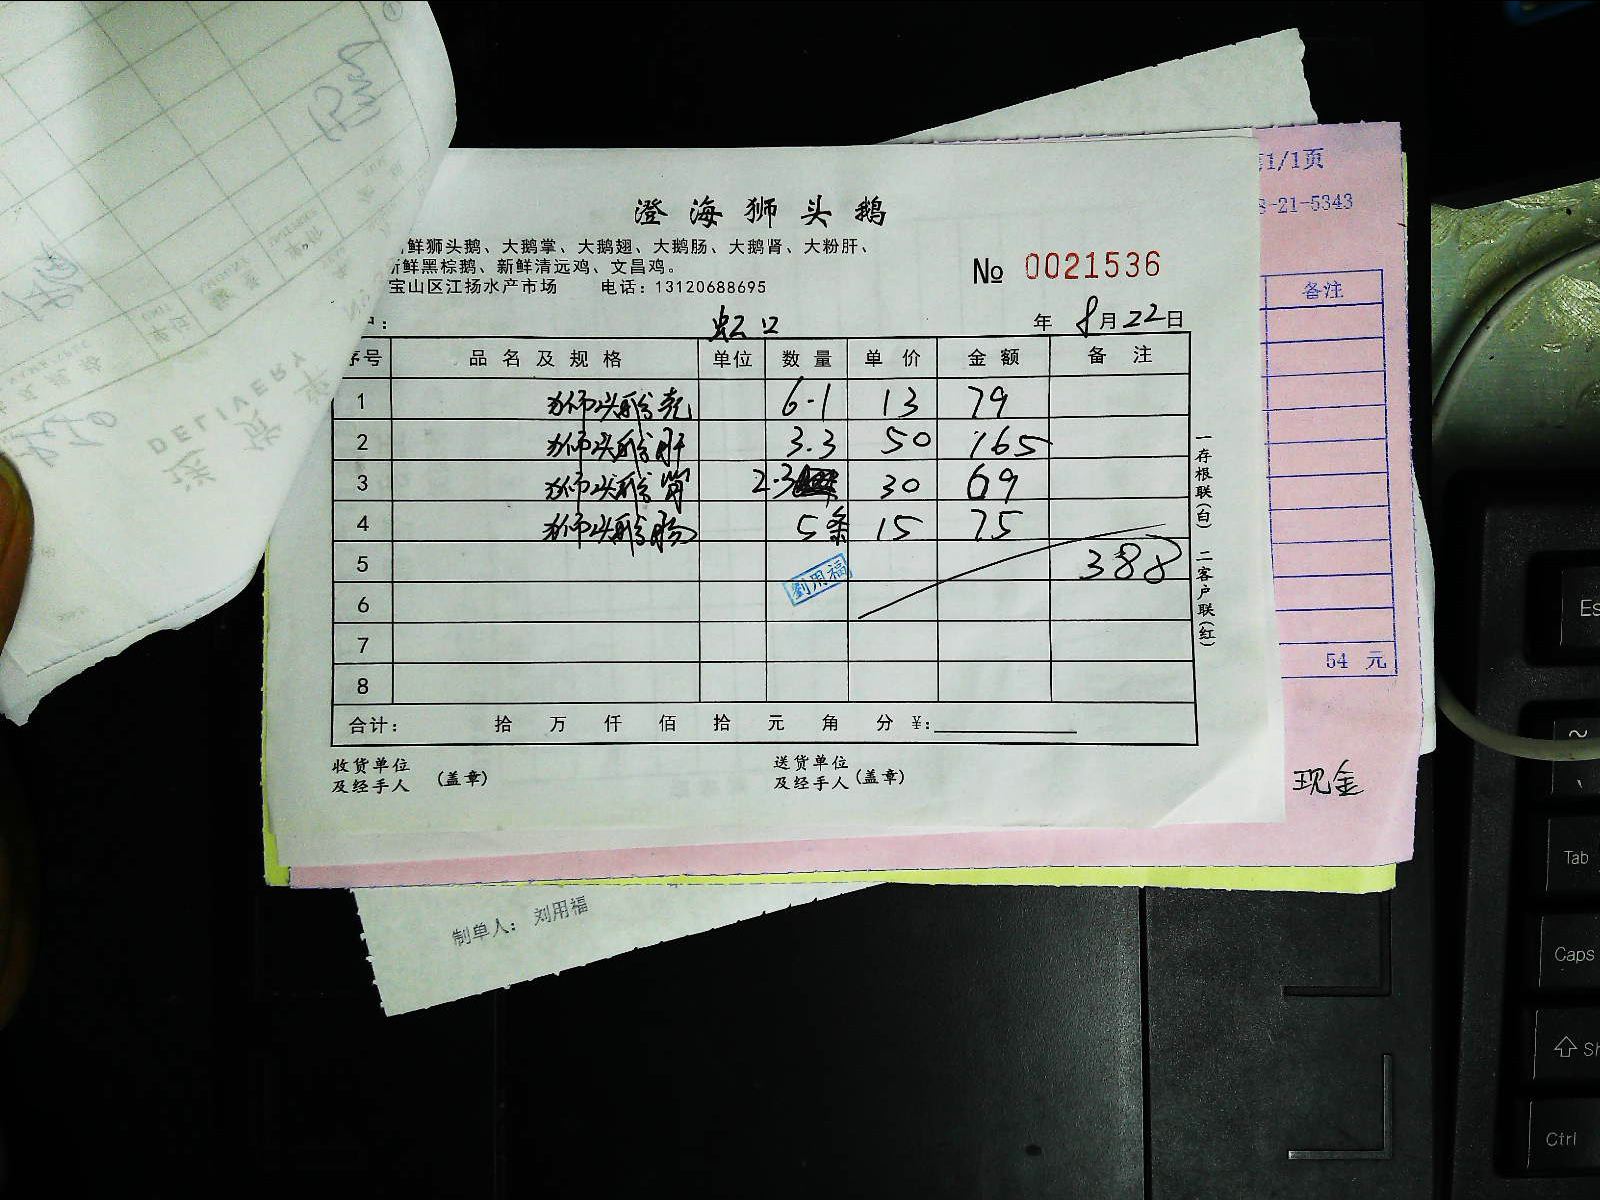 澄海狮头鹅
鲜狮头鹅、大鹅掌、大鹅翅、大鹅肠、大鹅肾、大粉肝、
新鲜黑棕鹅、新鲜清远鸡、文昌鸡。
宝山区江扬水产市场 电话：13120688695
№ 0021536
虹口 年 8月22日
序号 品名及规格 单位 数量 单价 金额 备注
1 狮头鹅 6.1 13 79
2 狮头鹅肝 3.3 50 165
3 狮头鹅 2.3 30 69
4 狮头鹅肠 5条 15 75
5 388
劉用福
6
7
8
合计： 拾 万 仟 佰 拾 元 角 分 ¥:
收货单位
及经手人 (盖章)
送货单位
及经手人 (盖章)
一存根联(白) 二客户联(红)
1/1页
8-21-5343
备注
54 元
现金
制单人： 刘用福
DELIVERY
Tab
Caps
Ctrl